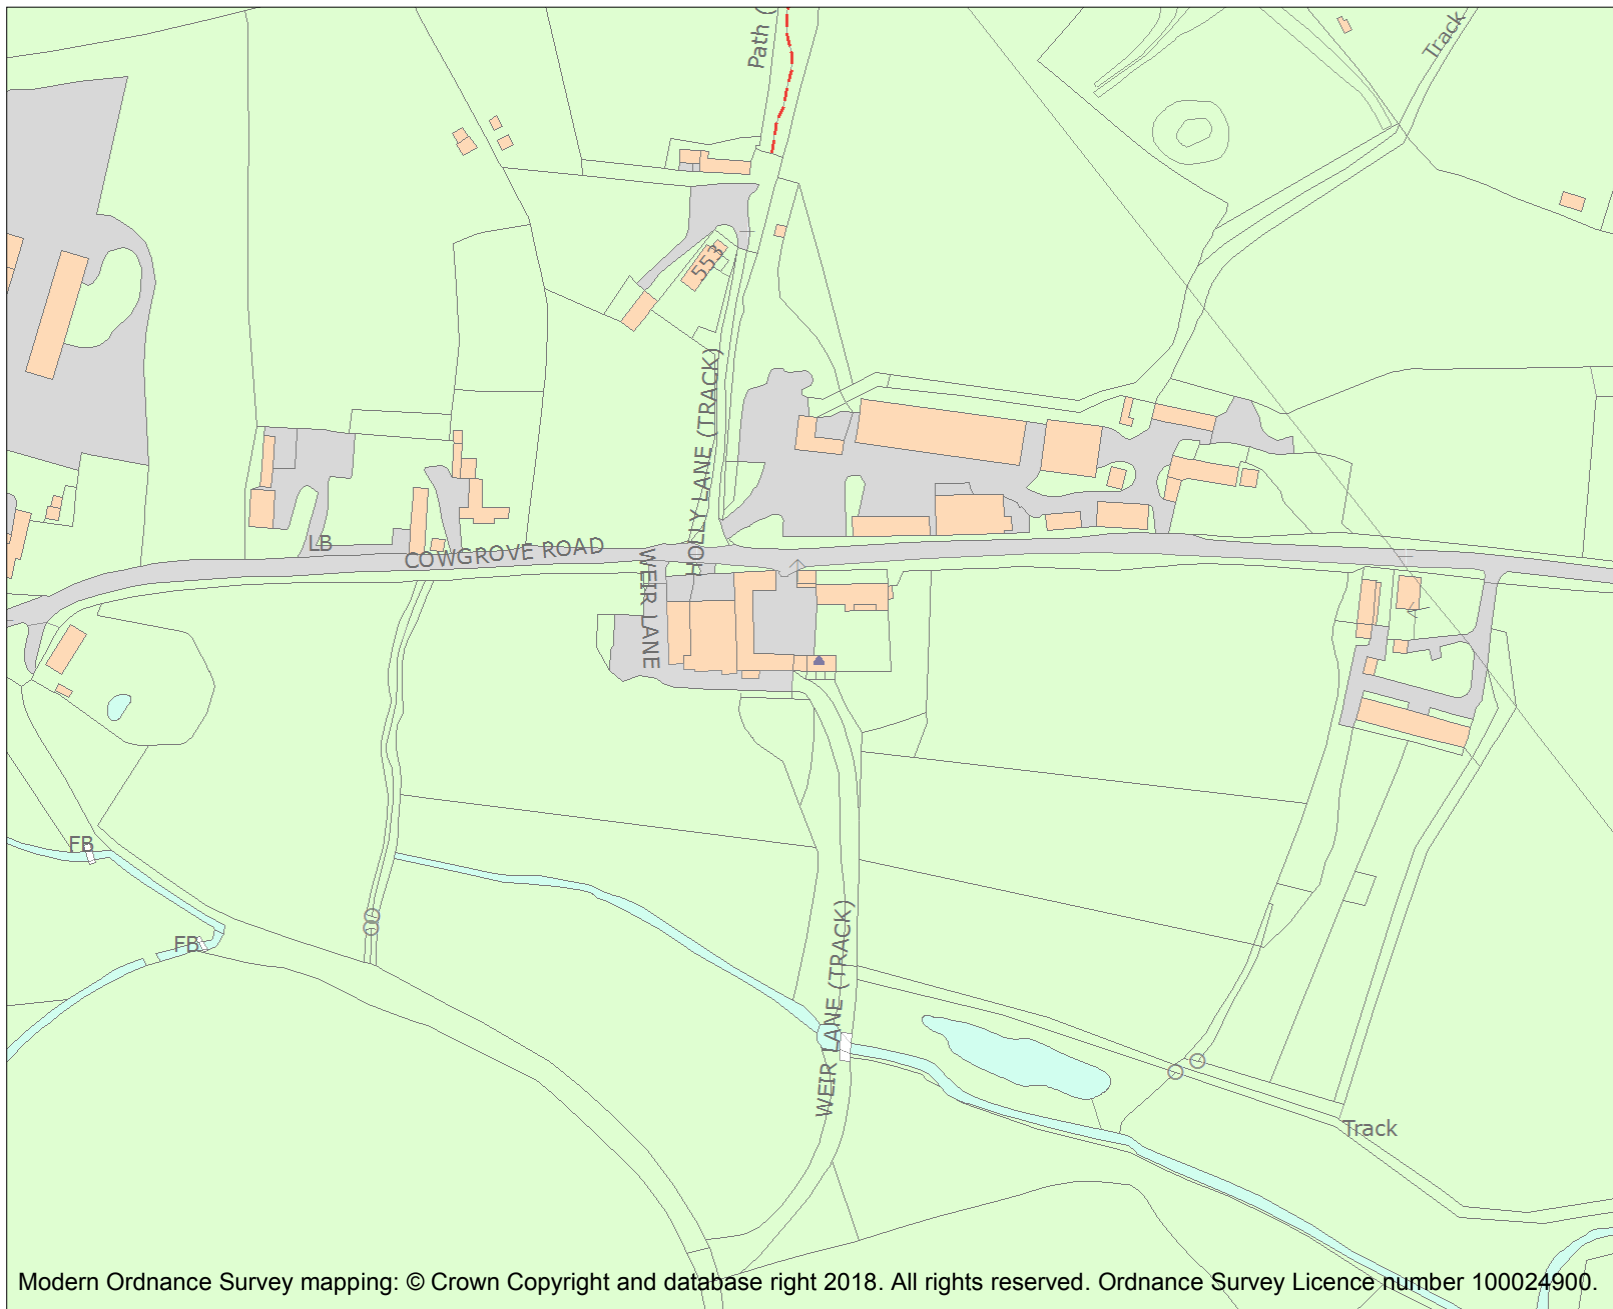 Path (
Track
553
HOLLY LANE (TRACK)
LB
COWGROVE ROAD
WEIR LANE
FB
FB
WEIR LANE (TRACK)
Track
Modern Ordnance Survey mapping: © Crown Copyright and database right 2018. All rights reserved. Ordnance Survey Licence number 100024900.